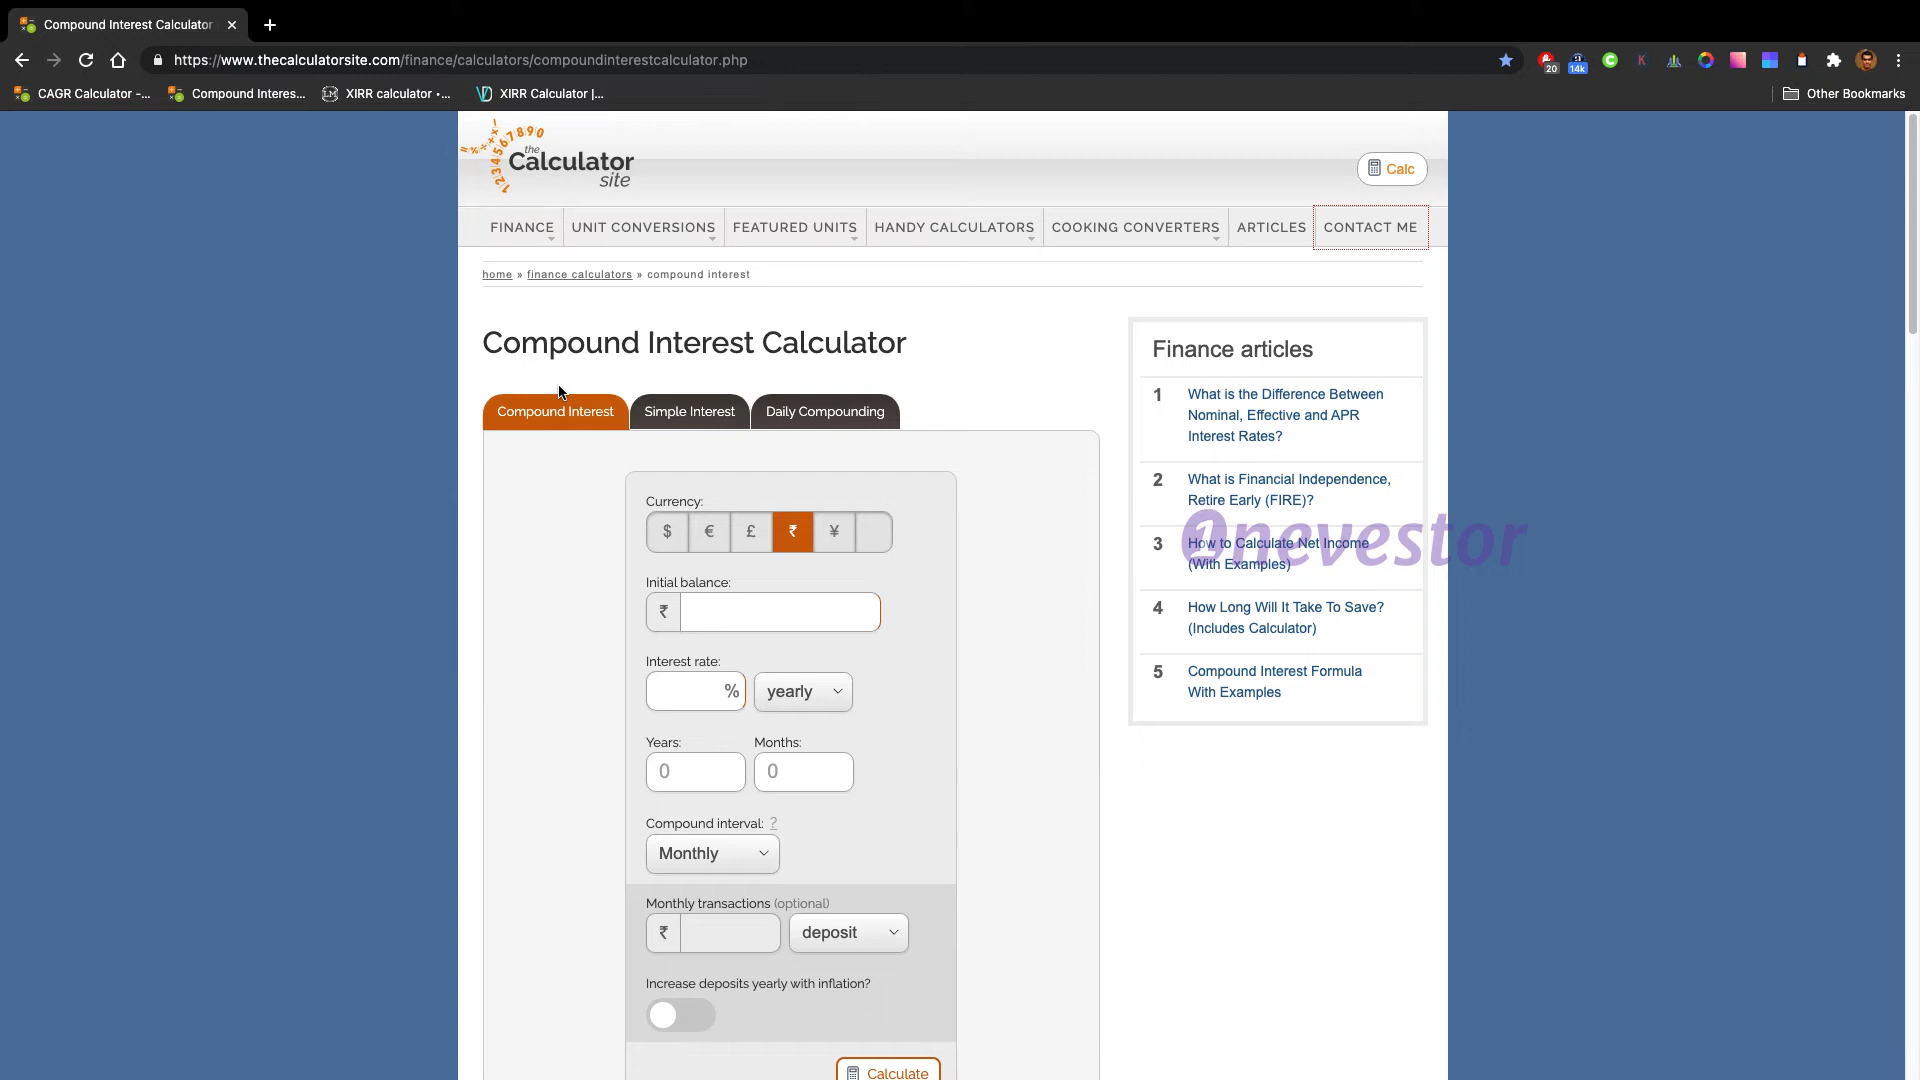 Compound Interest Calculator
https://www.thecalculatorsite.com/finance/calculators/compoundinterestcalculator.php
20
14k
CAGR Calculator -...
Compound Interes...
XIRR calculator •...
XIRR Calculator |...
Other Bookmarks
=%÷×+−
1234567890
the
Calculator
site
Calc
FINANCE
UNIT CONVERSIONS
FEATURED UNITS
HANDY CALCULATORS
COOKING CONVERTERS
ARTICLES
CONTACT ME
home » finance calculators » compound interest
Compound Interest Calculator
Compound Interest
Simple Interest
Daily Compounding
Currency:
$ € £ ₹ ¥
Initial balance:
₹
Interest rate:
%
yearly
Years:
Months:
0
0
Compound interval: ?
Monthly
Monthly transactions (optional)
₹
deposit
Increase deposits yearly with inflation?
Calculate
Finance articles
1 What is the Difference Between
Nominal, Effective and APR
Interest Rates?
2 What is Financial Independence,
Retire Early (FIRE)?
3 How to Calculate Net Income
(With Examples)
4 How Long Will It Take To Save?
(Includes Calculator)
5 Compound Interest Formula
With Examples
1nevestor